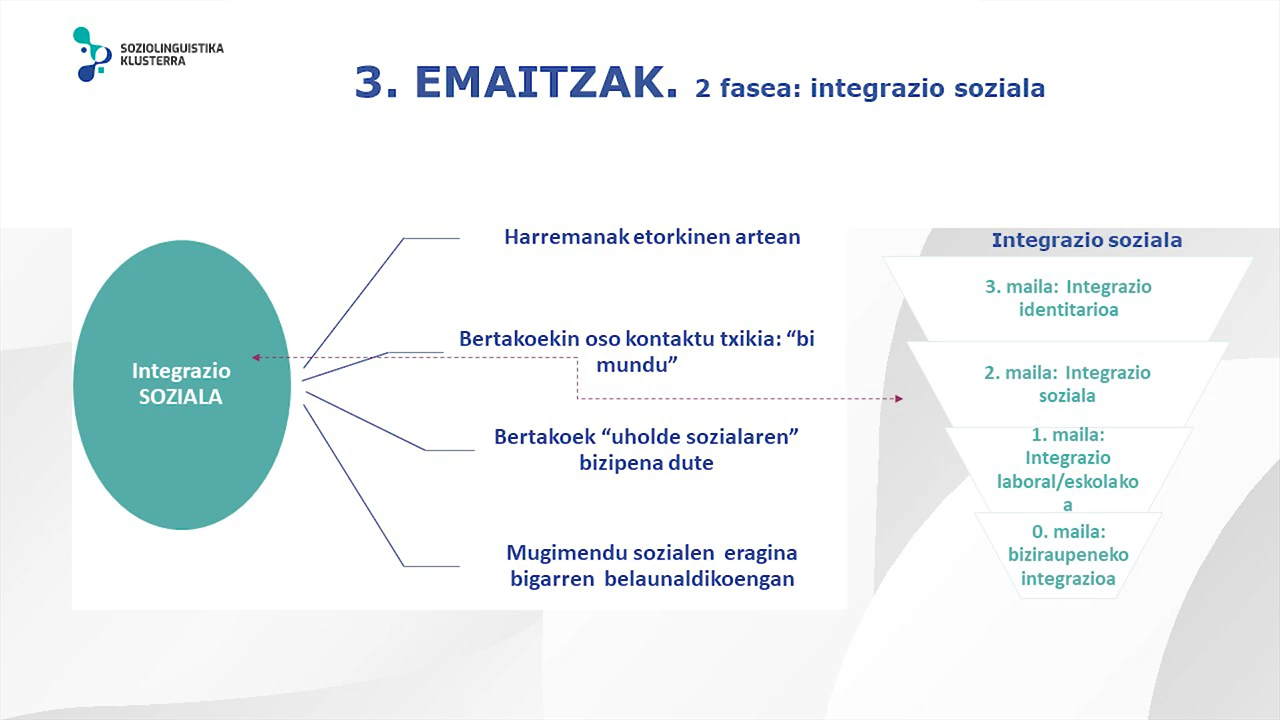 SOZIOLINGUISTIKA
KLUSTERRA
3. EMAITZAK. 2 fasea: integrazio soziala
Integrazio
SOZIALA
Harremanak etorkinen artean
Bertakoekin oso kontaktu txikia: “bi
mundu”
Bertakoek “uholde sozialaren”
bizipena dute
Mugimendu sozialen eragina
bigarren belaunaldikoengan
Integrazio soziala
3. maila: Integrazio
identitarioa
2. maila: Integrazio
soziala
1. maila:
Integrazio
laboral/eskolako
a
0. maila:
biziraupeneko
integrazioa